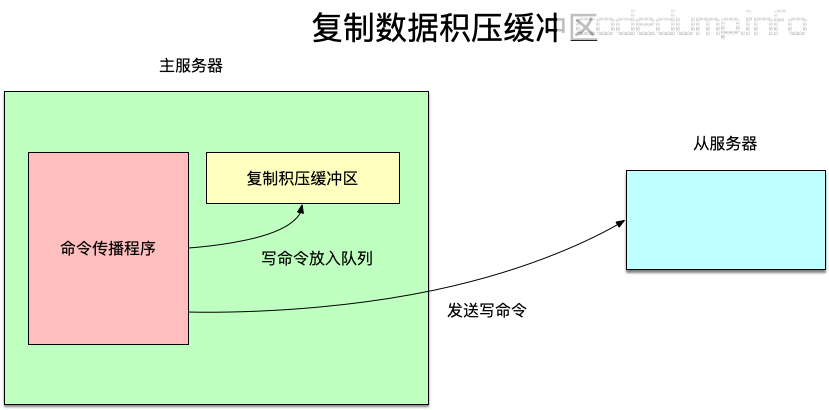 复制数据积压缓冲区
codedumpinfo
主服务器
从服务器
复制积压缓冲区
命令传播程序
写命令放入队列
发送写命令